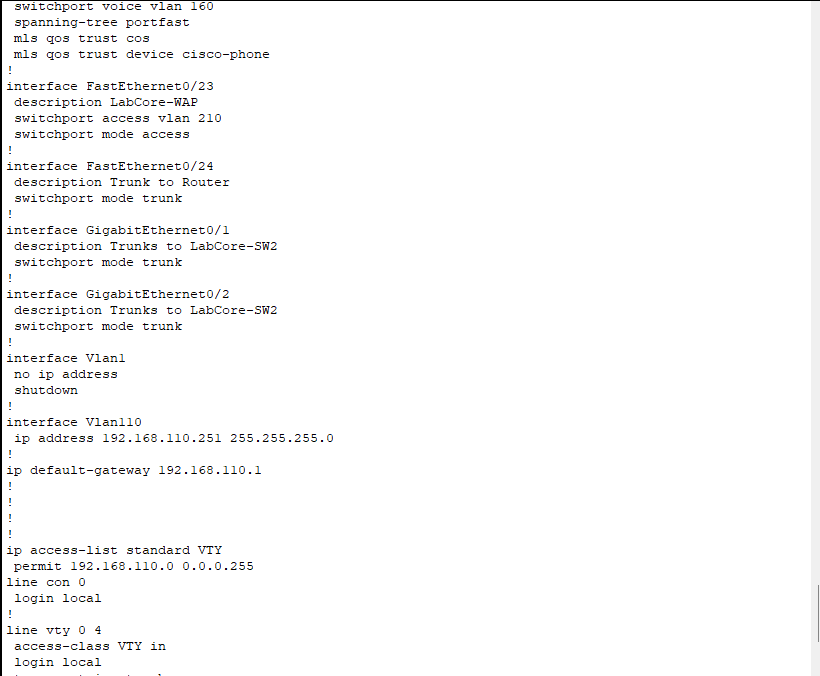 switchport voice vlan 160
spanning-tree portfast
mls qos trust cos
mls qos trust device cisco-phone
!
interface FastEthernet0/23
description LabCore-WAP
switchport access vlan 210
switchport mode access
!
interface FastEthernet0/24
description Trunk to Router
switchport mode trunk
!
interface GigabitEthernet0/1
description Trunks to LabCore-SW2
switchport mode trunk
!
interface GigabitEthernet0/2
description Trunks to LabCore-SW2
switchport mode trunk
!
interface Vlan1
no ip address
shutdown
!
interface Vlan110
ip address 192.168.110.251 255.255.255.0
!
ip default-gateway 192.168.110.1
!
!
!
!
ip access-list standard VTY
permit 192.168.110.0 0.0.0.255
line con 0
login local
!
line vty 0 4
access-class VTY in
login local